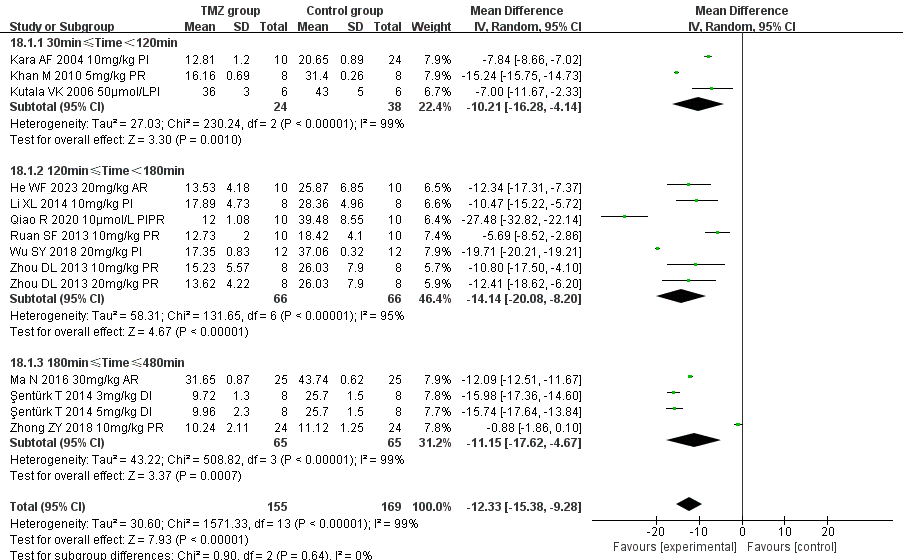 TMZ group Control group Mean Difference Mean Difference
Study or Subgroup Mean SD Total Mean SD Total Weight IV, Random, 95% CI IV, Random, 95% CI
18.1.1 30min≤Time<120min
Kara AF 2004 10mg/kg PI 12.81 1.2 10 20.65 0.89 24 7.9% -7.84 [-8.66, -7.02]
Khan M 2010 5mg/kg PR 16.16 0.69 8 31.4 0.26 8 7.9% -15.24 [-15.75, -14.73]
Kutala VK 2006 50μmol/LPI 36 3 6 43 5 6 6.7% -7.00 [-11.67, -2.33]
Subtotal (95% CI) 24 38 22.4% -10.21 [-16.28, -4.14]
Heterogeneity: Tau² = 27.03; Chi² = 230.24, df = 2 (P < 0.00001); I² = 99%
Test for overall effect: Z = 3.30 (P = 0.0010)
18.1.2 120min≤Time<180min
He WF 2023 20mg/kg AR 13.53 4.18 10 25.87 6.85 10 6.5% -12.34 [-17.31, -7.37]
Li XL 2014 10mg/kg PI 17.89 4.73 8 28.36 4.96 8 6.6% -10.47 [-15.22, -5.72]
Qiao R 2020 10μmol/L PIPR 12 1.08 10 39.48 8.55 10 6.4% -27.48 [-32.82, -22.14]
Ruan SF 2013 10mg/kg PR 12.73 2 10 18.42 4.1 10 7.4% -5.69 [-8.52, -2.86]
Wu SY 2018 20mg/kg PI 17.35 0.83 12 37.06 0.32 12 7.9% -19.71 [-20.21, -19.21]
Zhou DL 2013 10mg/kg PR 15.23 5.57 8 26.03 7.9 8 5.7% -10.80 [-17.50, -4.10]
Zhou DL 2013 20mg/kg PR 13.62 4.22 8 26.03 7.9 8 6.0% -12.41 [-18.62, -6.20]
Subtotal (95% CI) 66 66 46.4% -14.14 [-20.08, -8.20]
Heterogeneity: Tau² = 58.31; Chi² = 131.65, df = 6 (P < 0.00001); I² = 95%
Test for overall effect: Z = 4.67 (P < 0.00001)
18.1.3 180min≤Time≤480min
Ma N 2016 30mg/kg AR 31.65 0.87 25 43.74 0.62 25 7.9% -12.09 [-12.51, -11.67]
Şentürk T 2014 3mg/kg DI 9.72 1.3 8 25.7 1.5 8 7.8% -15.98 [-17.36, -14.60]
Şentürk T 2014 5mg/kg DI 9.96 2.3 8 25.7 1.5 8 7.7% -15.74 [-17.64, -13.84]
Zhong ZY 2018 10mg/kg PR 10.24 2.11 24 11.12 1.25 24 7.9% -0.88 [-1.86, 0.10]
Subtotal (95% CI) 65 65 31.2% -11.15 [-17.62, -4.67]
Heterogeneity: Tau² = 43.22; Chi² = 508.82, df = 3 (P < 0.00001); I² = 99%
Test for overall effect: Z = 3.37 (P = 0.0007)
Total (95% CI) 155 169 100.0% -12.33 [-15.38, -9.28]
Heterogeneity: Tau² = 30.60; Chi² = 1571.33, df = 13 (P < 0.00001); I² = 99%
Test for overall effect: Z = 7.93 (P < 0.00001)
Test for subgroup differences: Chi² = 0.90, df = 2 (P = 0.64), I² = 0%
-20 -10 0 10 20
Favours [experimental] Favours [control]